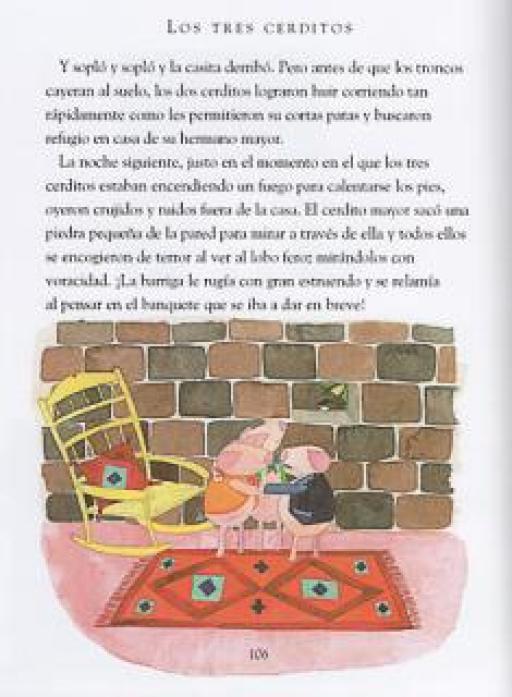 LOS TRES CERDITOS
Y sopló y sopló y la casita derribó. Pero antes de que los troncos
cayeran al suelo, los dos cerditos lograron huir corriendo tan
rápidamente como les permitieron su cortas patas y buscaron
refugio en casa de su hermano mayor.
La noche siguiente, justo en el momento en el que los tres
cerditos estaban encendiendo un fuego para calentarse los pies,
oyeron crujidos y ruidos fuera de la casa. El cerdito mayor sacó una
piedra pequeña de la pared para mirar a través de ella y todos ellos
se encogieron de terror al ver al lobo feroz mirándolos con
voracidad. ¡La barriga le rugía con gran estruendo y se relamía
al pensar en el banquete que se iba a dar en breve!
106